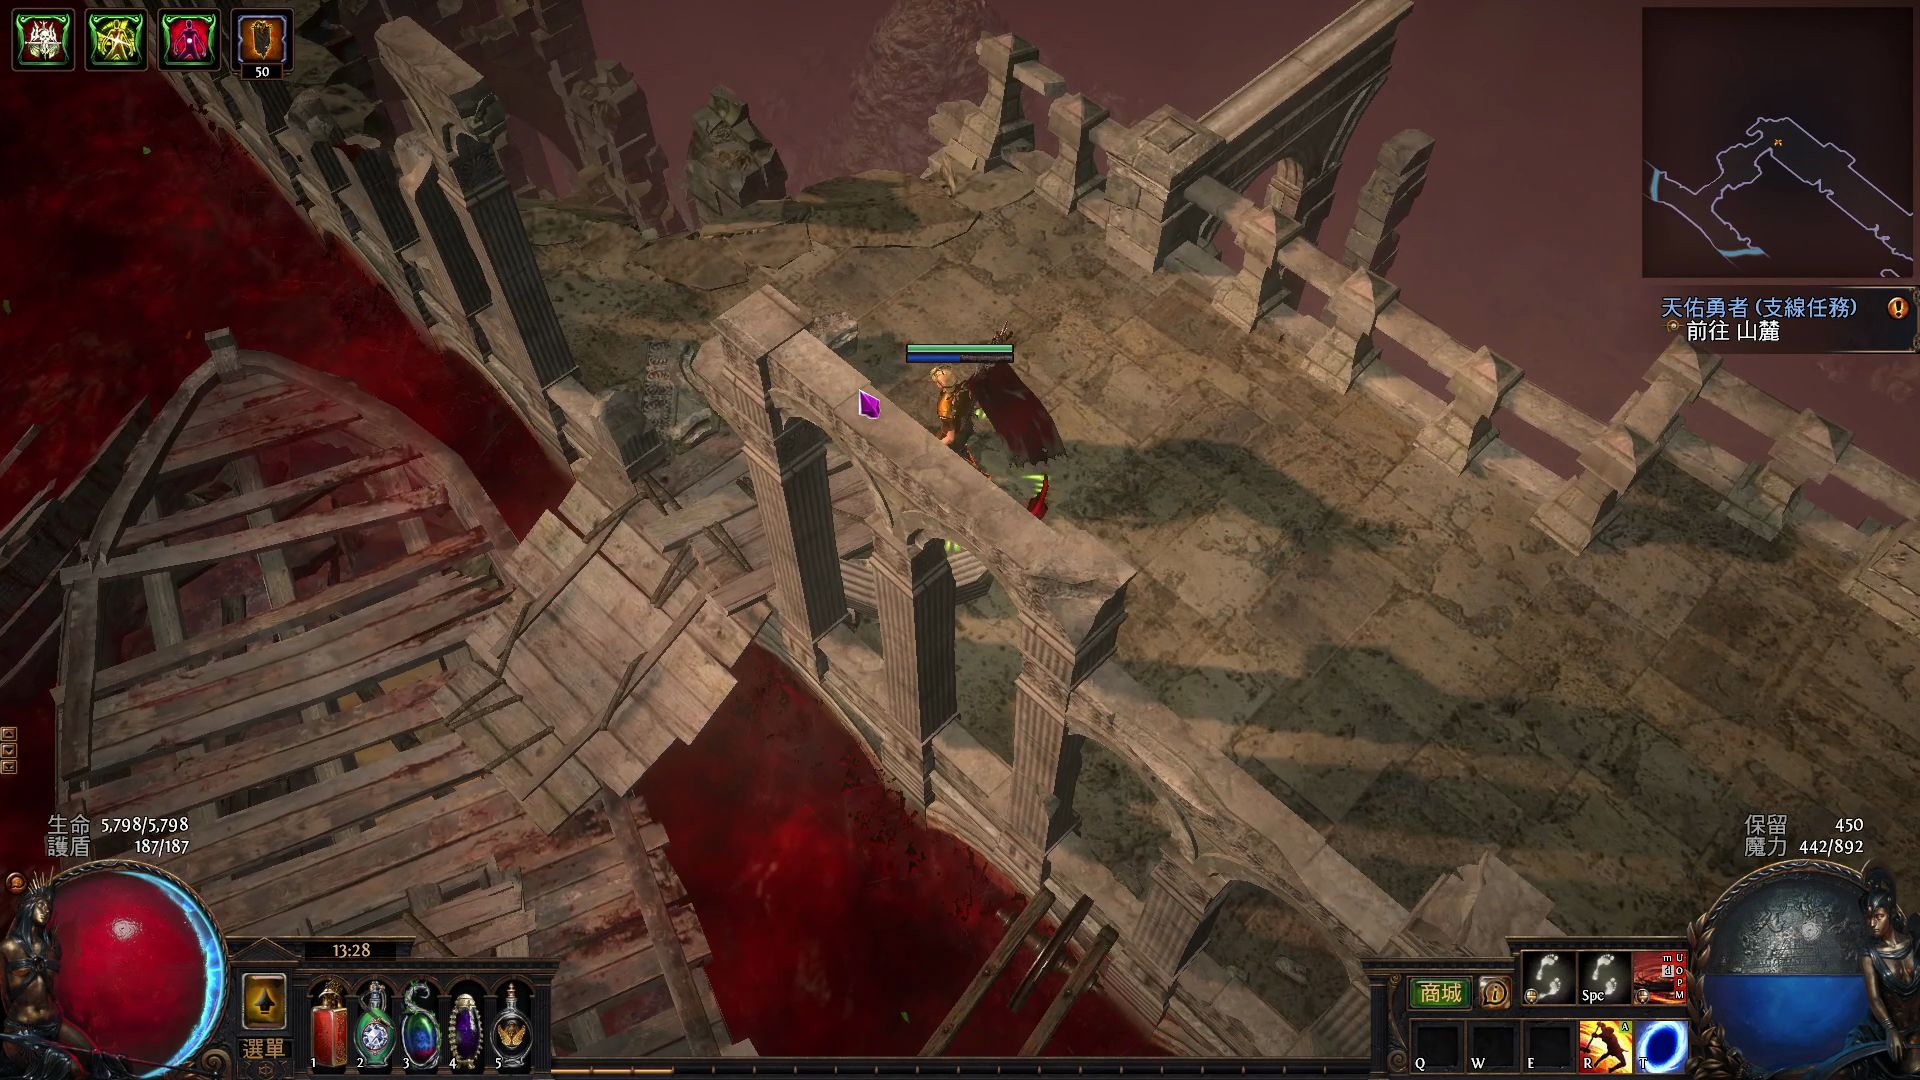 50
天佑勇者 (支線任務)
前往 山麓
生命 5,798/5,798
護盾 187/187
保留 450
魔力 442/892
13:28
選單
1
2
3
4
5
商城
Spc
m U
d O
P
M
Q
W
E
R
A
T